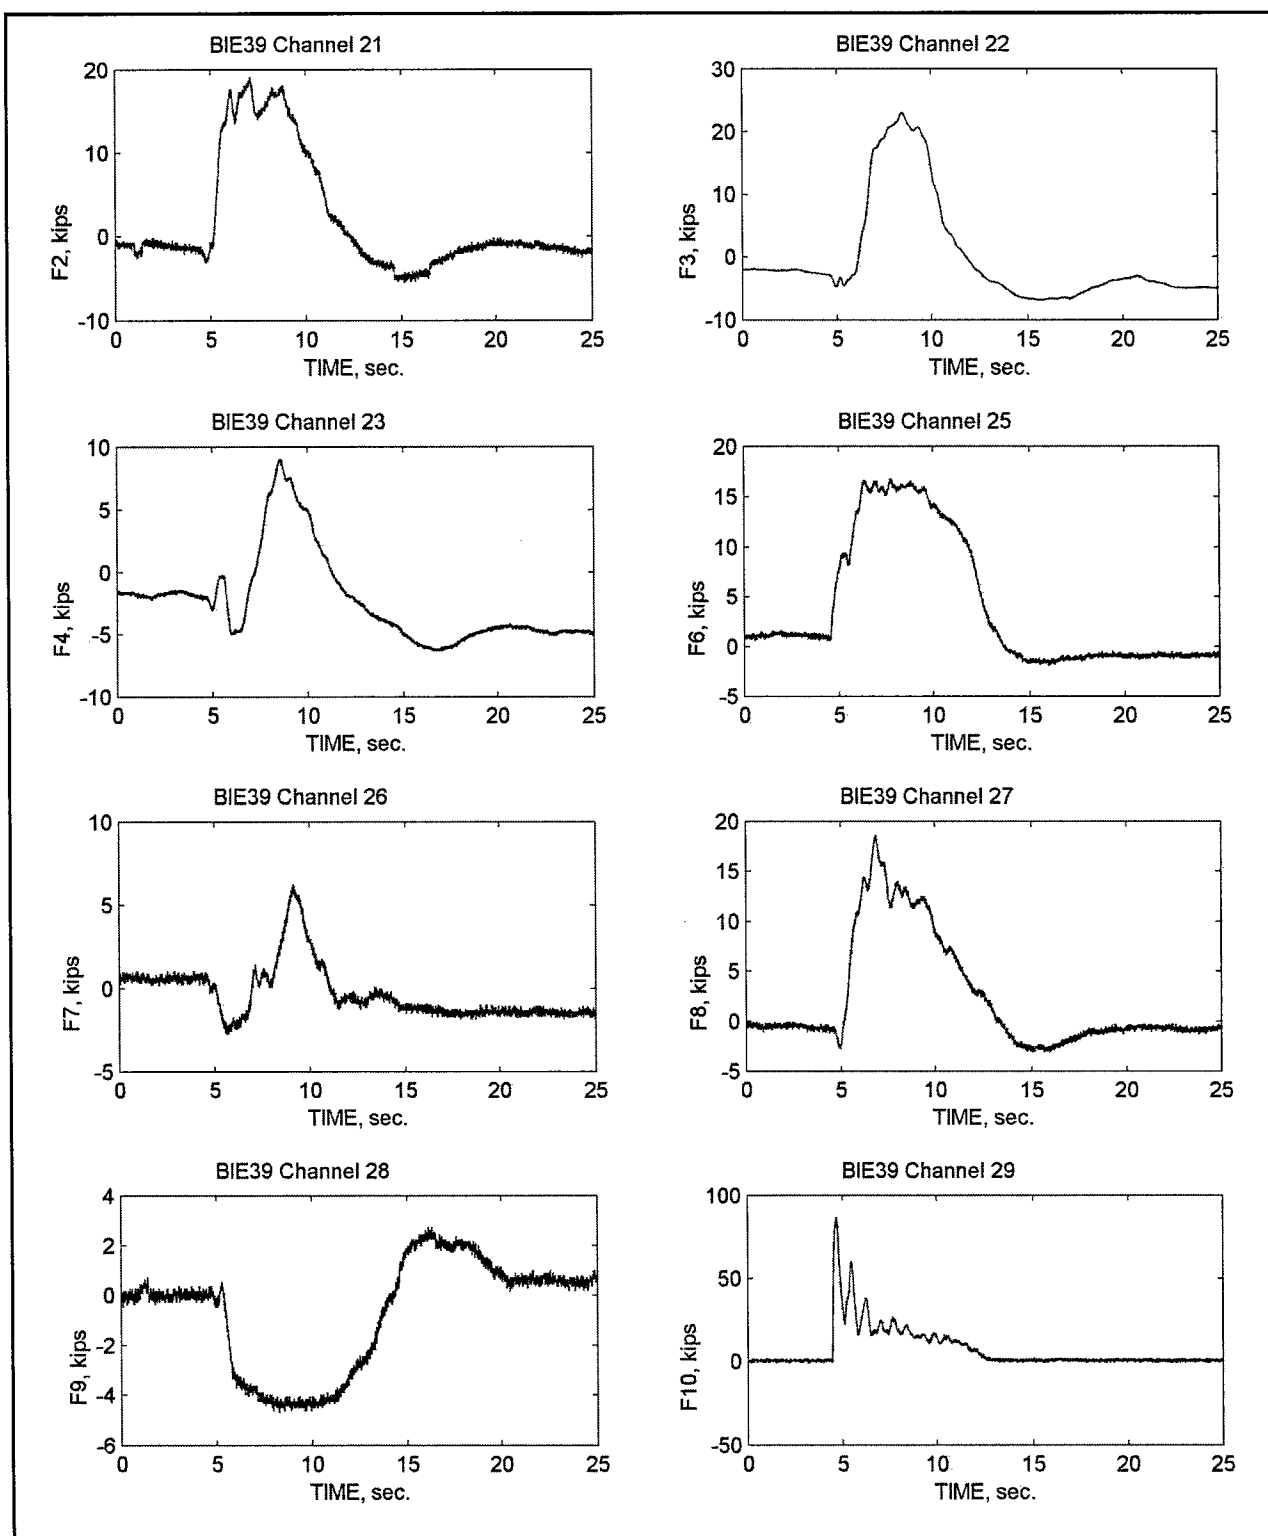 BIE39 Channel 21
20
10
0
-10
F2, kips
0 5 10 15 20 25
TIME, sec.
BIE39 Channel 22
30
20
10
0
-10
F3, kips
0 5 10 15 20 25
TIME, sec.
BIE39 Channel 23
10
5
0
-5
-10
F4, kips
0 5 10 15 20 25
TIME, sec.
BIE39 Channel 25
20
15
10
5
0
-5
F6, kips
0 5 10 15 20 25
TIME, sec.
BIE39 Channel 26
10
5
0
-5
F7, kips
0 5 10 15 20 25
TIME, sec.
BIE39 Channel 27
20
15
10
5
0
-5
F8, kips
0 5 10 15 20 25
TIME, sec.
BIE39 Channel 28
4
2
0
-2
-4
-6
F9, kips
0 5 10 15 20 25
TIME, sec.
BIE39 Channel 29
100
50
0
-50
F10, kips
0 5 10 15 20 25
TIME, sec.